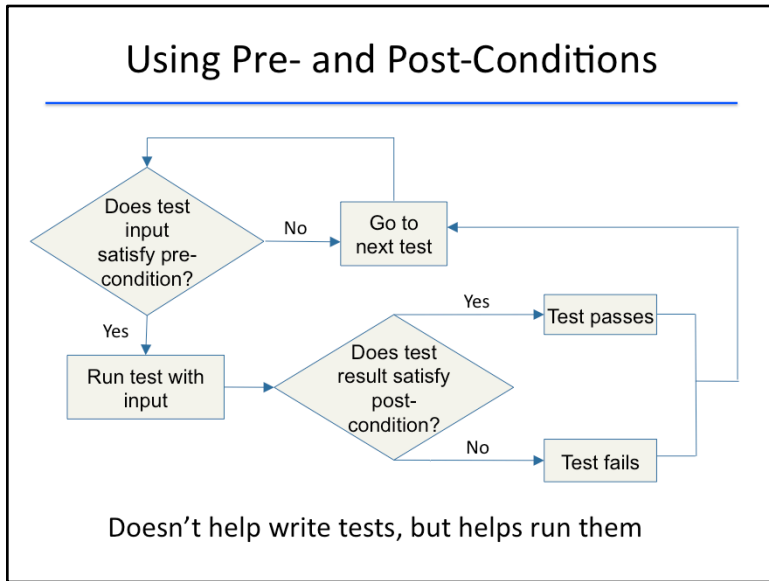 Using Pre- and Post-Conditions
Does test
input
satisfy pre-
condition?
No
Go to
next test
Yes
Run test with
input
Does test
result satisfy
post-
condition?
Yes
Test passes
No
Test fails
Doesn’t help write tests, but helps run them